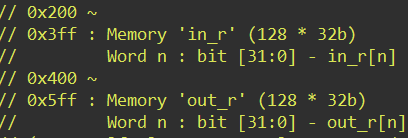 // 0x200 ~
// 0x3ff : Memory 'in_r' (128 * 32b)
//         Word n : bit [31:0] - in_r[n]
// 0x400 ~
// 0x5ff : Memory 'out_r' (128 * 32b)
//         Word n : bit [31:0] - out_r[n]